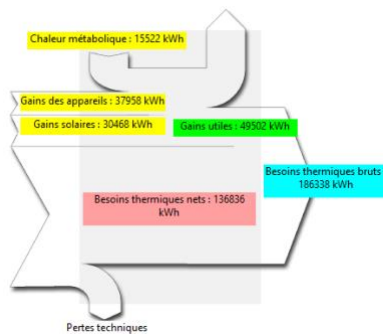 Chaleur métabolique : 15522 kWh
Gains des appareils : 37958 kWh
Gains solaires : 30468 kWh
Gains utiles : 49502 kWh
Besoins thermiques bruts
186338 kWh
Besoins thermiques nets : 136836
kWh
Pertes techniques